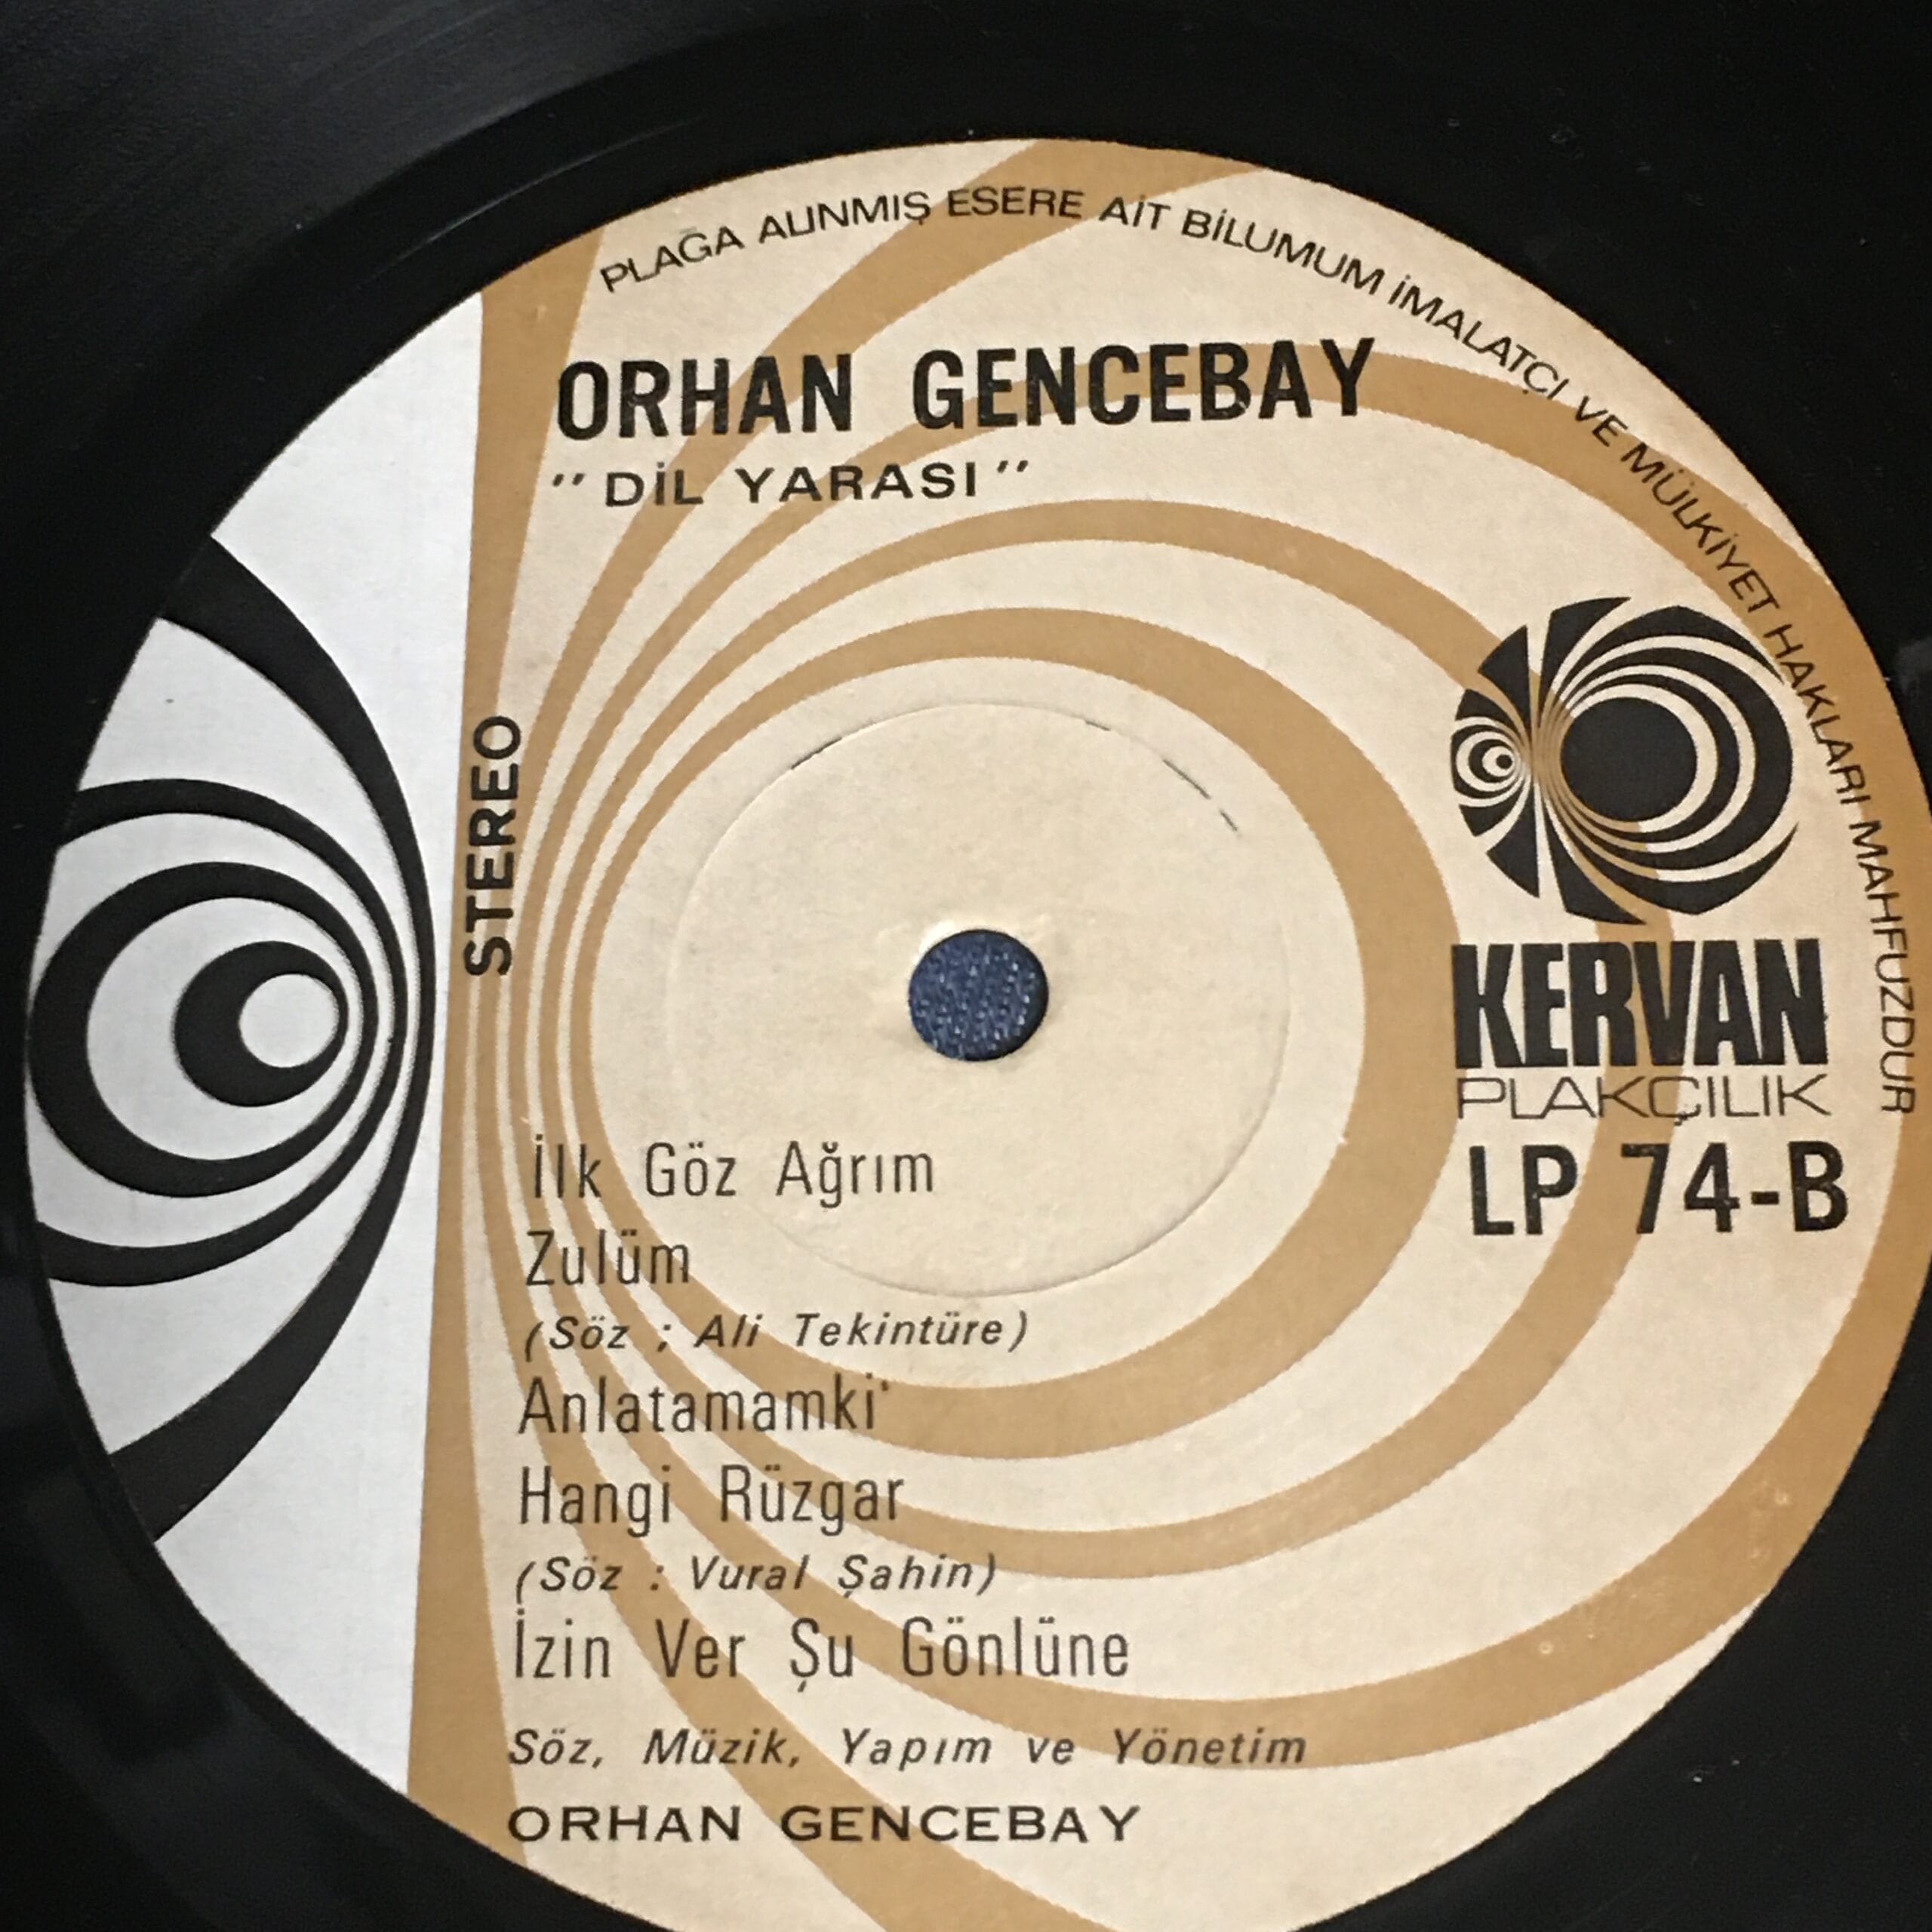 PLAĞA ALINMIŞ ESERE AİT BİLUMUM İMALATÇI VE MÜLKİYET HAKLARI MAHFUZDUR
ORHAN GENCEBAY
"DİL YARASI"
STEREO
KERVAN
PLAKÇILIK
LP 74-B
İlk Göz Ağrım
Zulüm
(Söz ; Ali Tekintüre)
Anlatamamki
Hangi Rüzgar
(Söz : Vural Şahin)
İzin Ver Şu Gönlüne
Söz, Müzik, Yapım ve Yönetim
ORHAN GENCEBAY